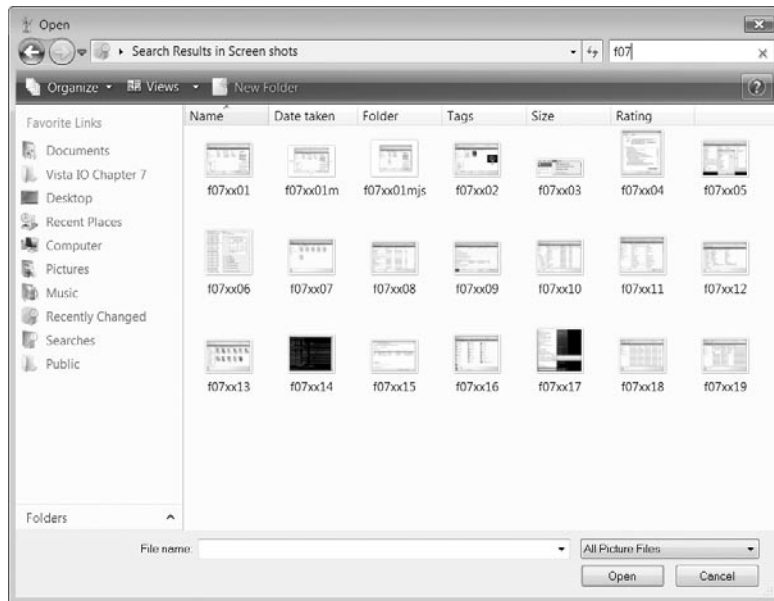 Open
Search Results in Screen shots
f07
Organize Views New Folder
Favorite Links
Documents
Vista IO Chapter 7
Desktop
Recent Places
Computer
Pictures
Music
Recently Changed
Searches
Public
Folders
Name Date taken Folder Tags Size Rating
f07xx01 f07xx01m f07xx01mjs f07xx02 f07xx03 f07xx04 f07xx05
f07xx06 f07xx07 f07xx08 f07xx09 f07xx10 f07xx11 f07xx12
f07xx13 f07xx14 f07xx15 f07xx16 f07xx17 f07xx18 f07xx19
File name: All Picture Files
Open Cancel